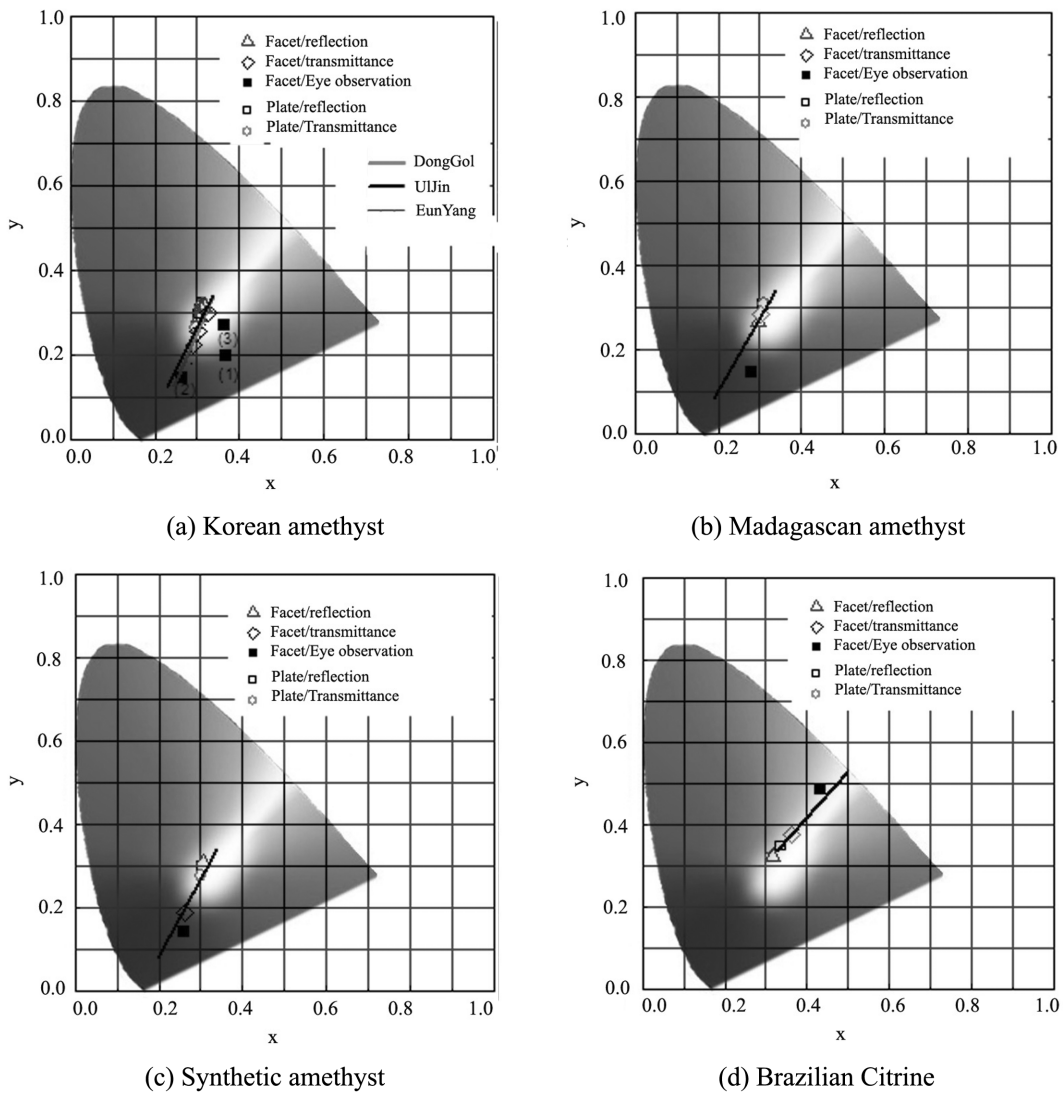 1.0
Facet/reflection
Facet/transmittance
Facet/Eye observation
Plate/reflection
Plate/Transmittance
DongGol
UlJin
EunYang
0.8
0.6
y
0.4
0.2
0.0
(3)
(1)
(2)
0.0 0.2 0.4 0.6 0.8 1.0
x
(a) Korean amethyst
1.0
Facet/reflection
Facet/transmittance
Facet/Eye observation
Plate/reflection
Plate/Transmittance
0.8
0.6
y
0.4
0.2
0.0
0.0 0.2 0.4 0.6 0.8 1.0
x
(b) Madagascan amethyst
1.0
Facet/reflection
Facet/transmittance
Facet/Eye observation
Plate/reflection
Plate/Transmittance
0.8
0.6
y
0.4
0.2
0.0
0.0 0.2 0.4 0.6 0.8 1.0
x
(c) Synthetic amethyst
1.0
Facet/reflection
Facet/transmittance
Facet/Eye observation
Plate/reflection
Plate/Transmittance
0.8
0.6
y
0.4
0.2
0.0
0.0 0.2 0.4 0.6 0.8 1.0
x
(d) Brazilian Citrine